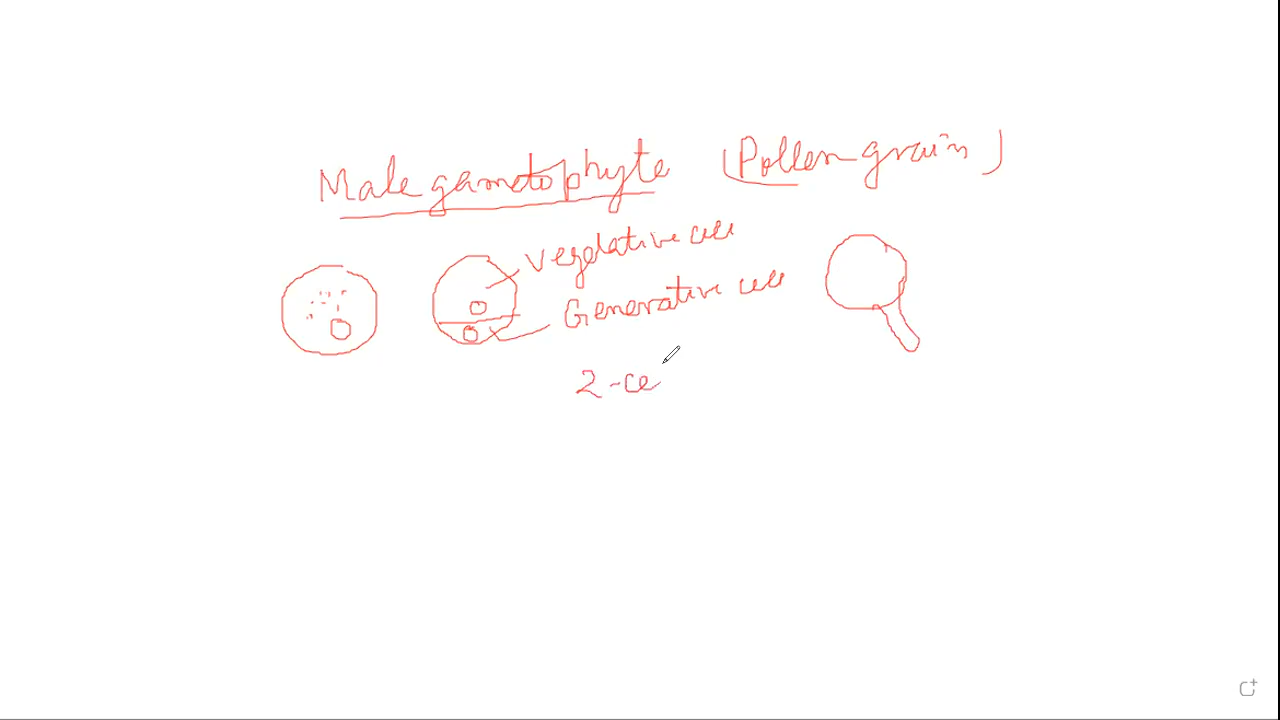 Male gametophyte (Pollen grain)
Vegetative cell
Generative cell
2-ce